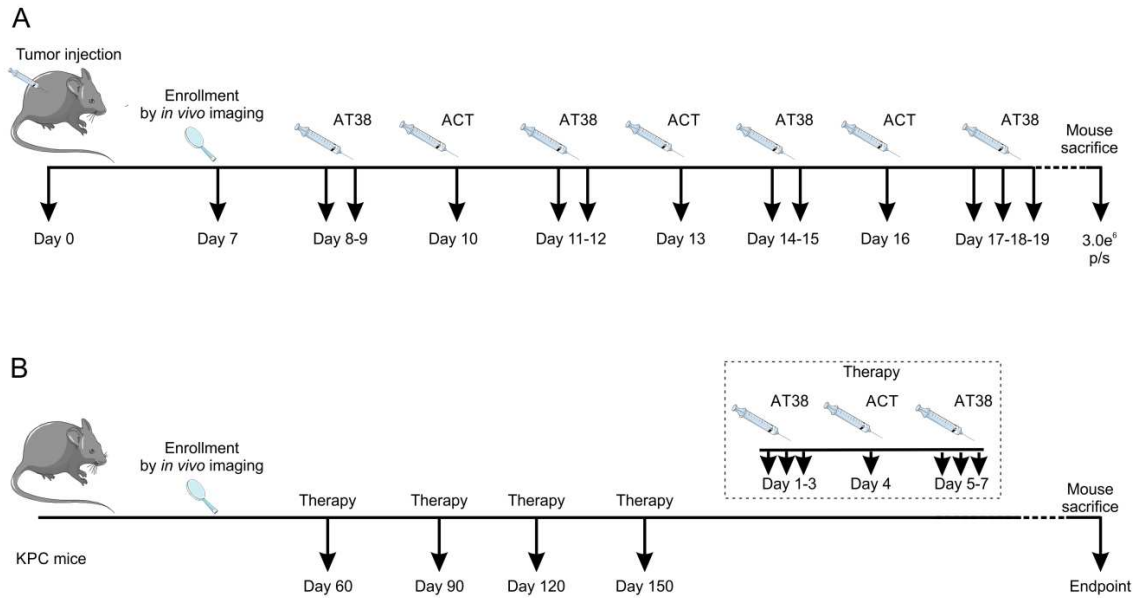 A
Tumor injection
Enrollment
by in vivo imaging
AT38
ACT
AT38
ACT
AT38
ACT
AT38
Mouse
sacrifice
Day 0
Day 7
Day 8-9
Day 10
Day 11-12
Day 13
Day 14-15
Day 16
Day 17-18-19
3.0e⁶
p/s
B
Enrollment
by in vivo imaging
Therapy
AT38
ACT
AT38
Day 1-3
Day 4
Day 5-7
Therapy
Therapy
Therapy
Therapy
Mouse
sacrifice
KPC mice
Day 60
Day 90
Day 120
Day 150
Endpoint